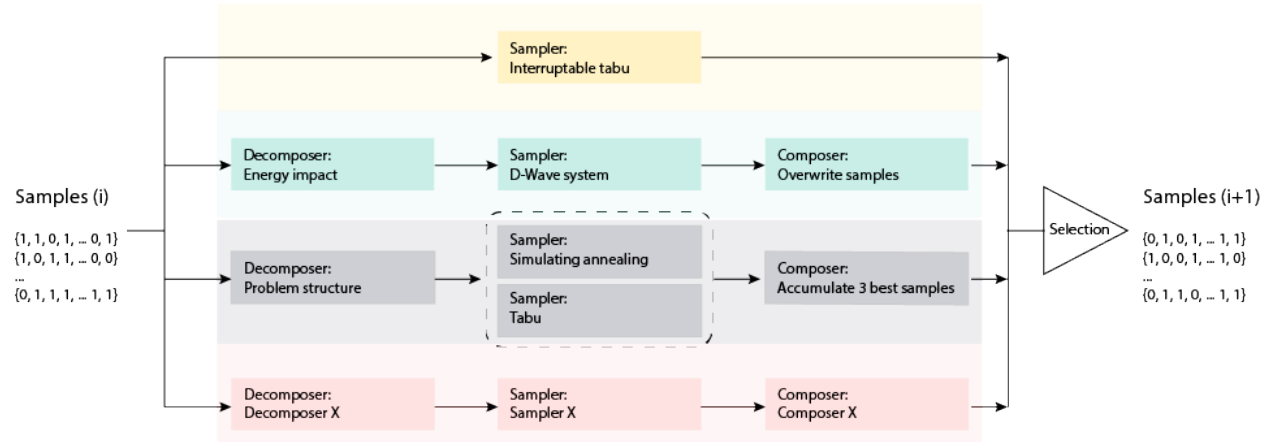 Sampler:
Interruptable tabu
Decomposer:
Energy impact
Sampler:
D-Wave system
Composer:
Overwrite samples
Samples (i)
{1, 1, 0, 1, ... 0, 1}
{1, 0, 1, 1, ... 0, 0}
...
{0, 1, 1, 1, ... 1, 1}
Decomposer:
Problem structure
Sampler:
Simulating annealing
Sampler:
Tabu
Composer:
Accumulate 3 best samples
Decomposer:
Decomposer X
Sampler:
Sampler X
Composer:
Composer X
Selection
Samples (i+1)
{0, 1, 0, 1, ... 1, 1}
{1, 0, 0, 1, ... 1, 0}
...
{0, 1, 1, 0, ... 1, 1}